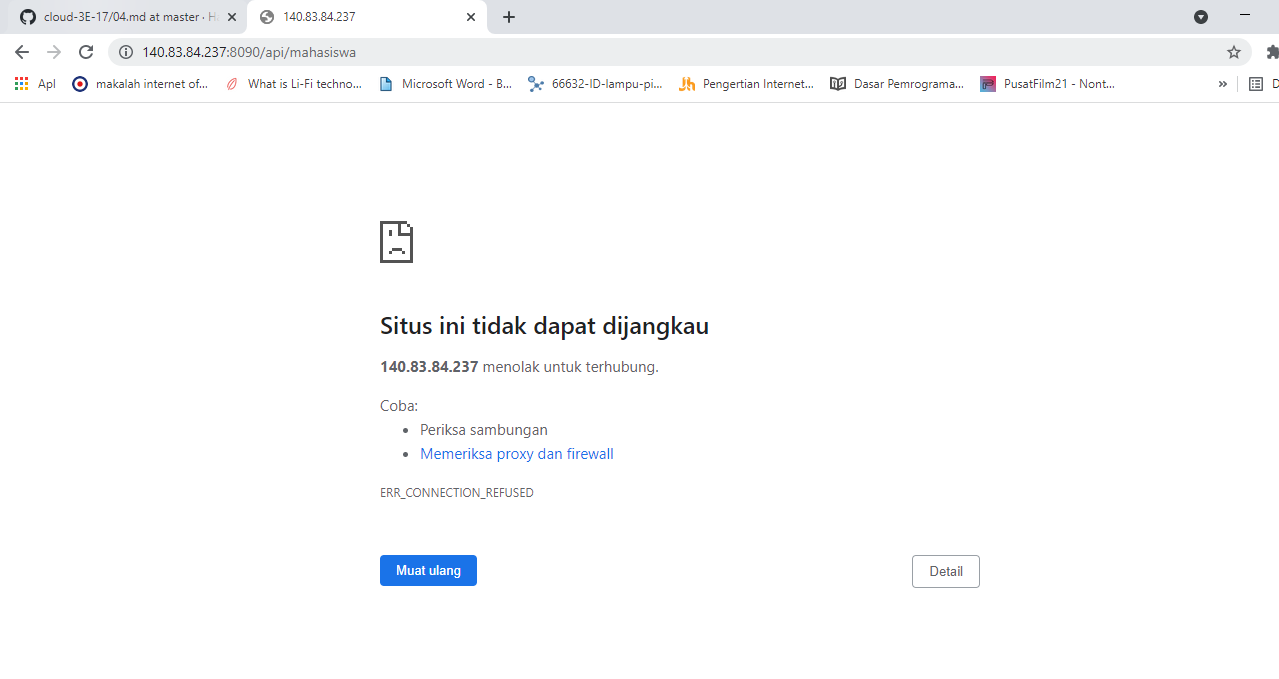 cloud-3E-17/04.md at master · Ha
140.83.84.237
140.83.84.237:8090/api/mahasiswa
Apl
makalah internet of...
What is Li-Fi techno...
Microsoft Word - B...
66632-ID-lampu-pi...
Pengertian Internet...
Dasar Pemrograma...
PusatFilm21 - Nont...
»
D
Situs ini tidak dapat dijangkau
140.83.84.237 menolak untuk terhubung.
Coba:
• Periksa sambungan
• Memeriksa proxy dan firewall
ERR_CONNECTION_REFUSED
Muat ulang
Detail